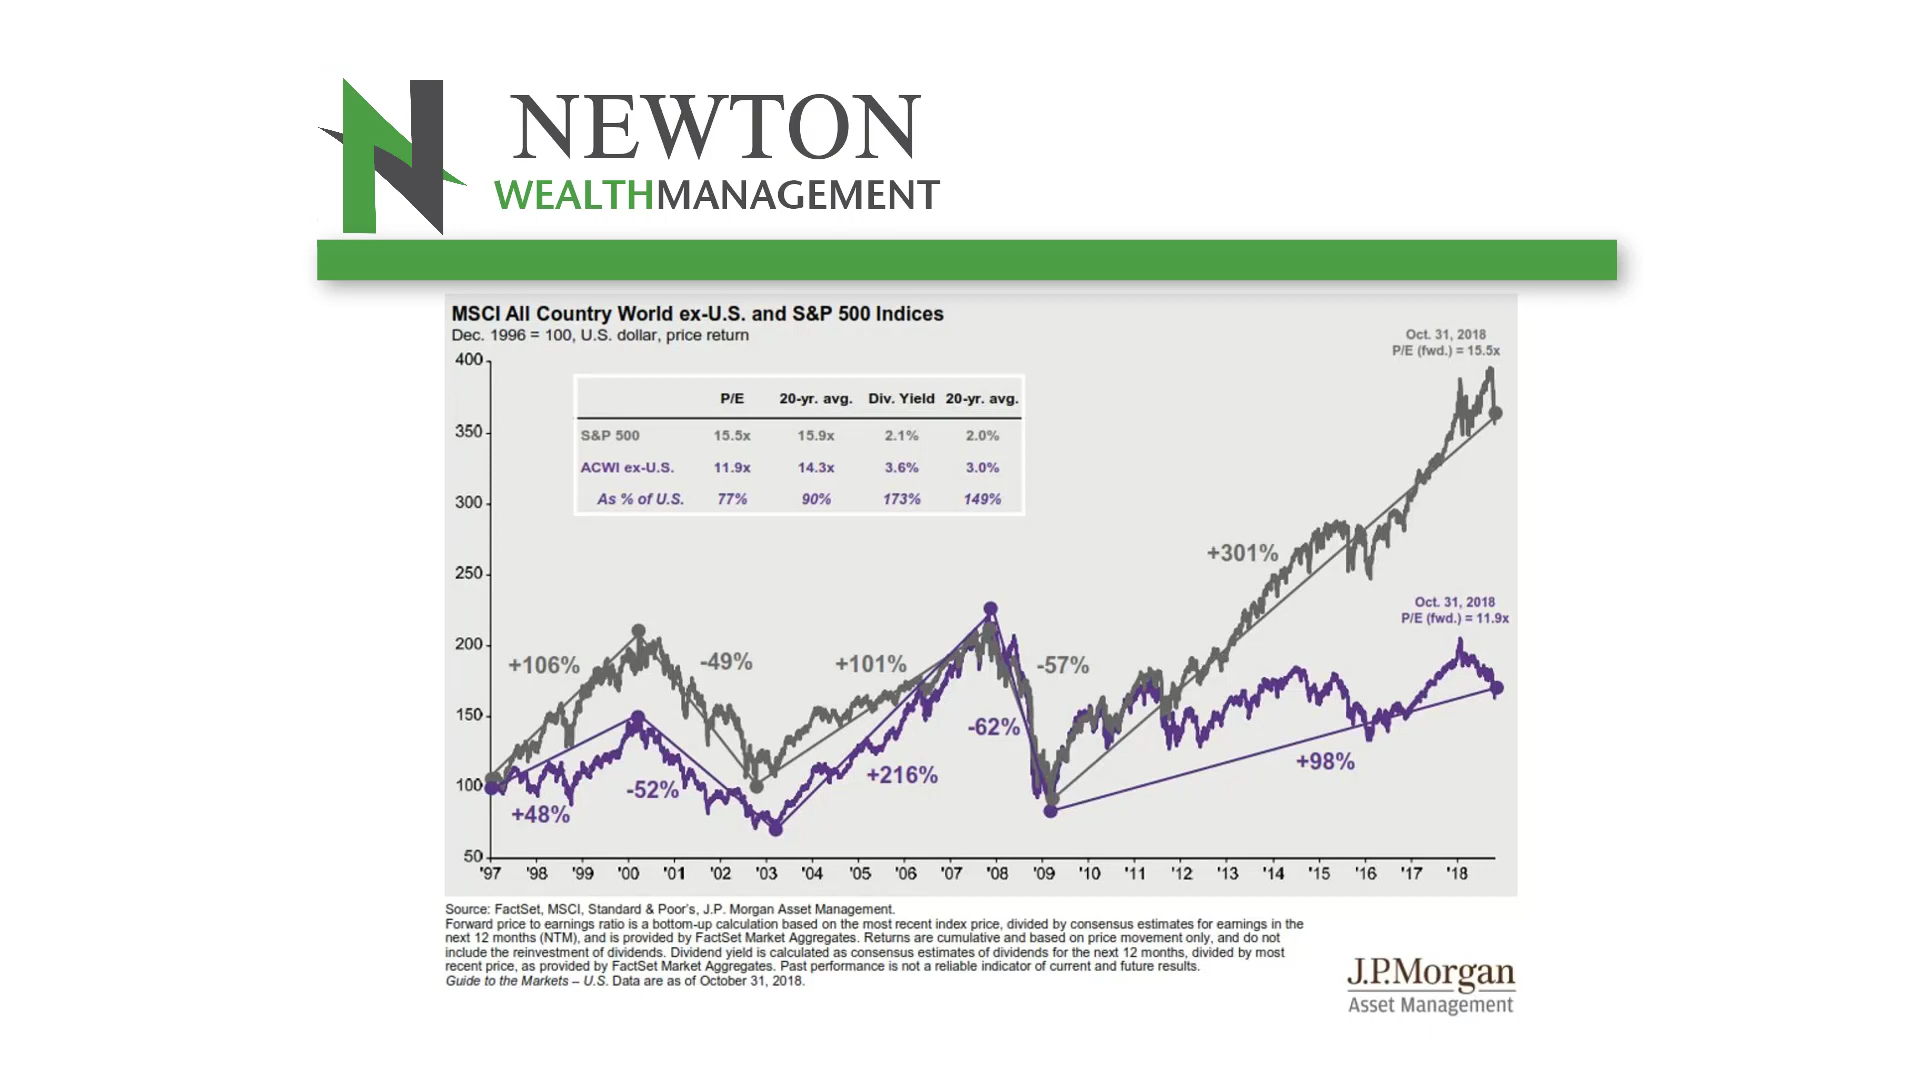 NEWTON
WEALTHMANAGEMENT
MSCI All Country World ex-U.S. and S&P 500 Indices
Dec. 1996 = 100, U.S. dollar, price return
Oct. 31, 2018
P/E (fwd.) = 15.5x
400
P/E 20-yr. avg. Div. Yield 20-yr. avg.
350
S&P 500 15.5x 15.9x 2.1% 2.0%
ACWI ex-U.S. 11.9x 14.3x 3.6% 3.0%
As % of U.S. 77% 90% 173% 149%
300
+301%
250
Oct. 31, 2018
P/E (fwd.) = 11.9x
200
+106% -49% +101% -57%
150
-62%
+98%
+216%
100
-52%
+48%
50
'97 '98 '99 '00 '01 '02 '03 '04 '05 '06 '07 '08 '09 '10 '11 '12 '13 '14 '15 '16 '17 '18
Source: FactSet, MSCI, Standard & Poor's, J.P. Morgan Asset Management.
Forward price to earnings ratio is a bottom-up calculation based on the most recent index price, divided by consensus estimates for earnings in the
next 12 months (NTM), and is provided by FactSet Market Aggregates. Returns are cumulative and based on price movement only, and do not
include the reinvestment of dividends. Dividend yield is calculated as consensus estimates of dividends for the next 12 months, divided by most
recent price, as provided by FactSet Market Aggregates. Past performance is not a reliable indicator of current and future results.
Guide to the Markets – U.S. Data are as of October 31, 2018.
J.P.Morgan
Asset Management